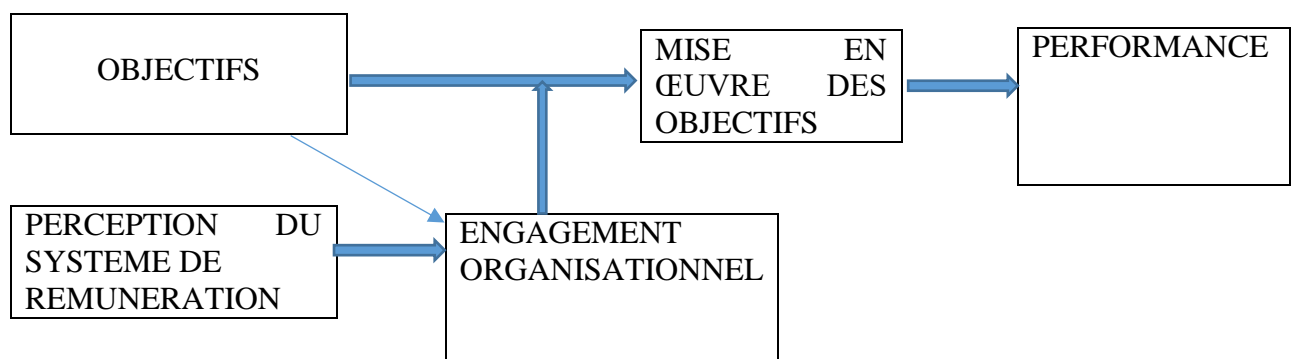 OBJECTIFS
MISE EN
ŒUVRE DES
OBJECTIFS
PERFORMANCE
PERCEPTION DU
SYSTEME DE
REMUNERATION
ENGAGEMENT
ORGANISATIONNEL